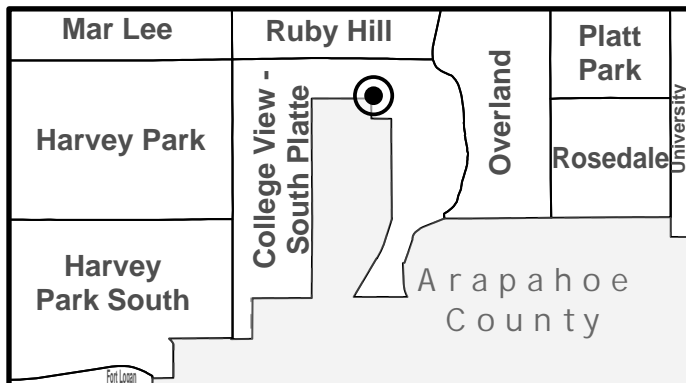 Mar Lee
Ruby Hill
Platt
Park
Overland
University
Harvey Park
College View -
South Platte
Rosedale
Harvey
Park South
Arapahoe
County
Fort Logan